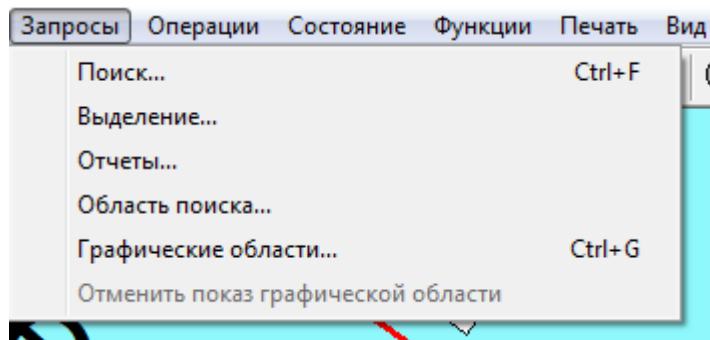 Запросы Операции Состояние Функции Печать Вид
Поиск... Ctrl+F
Выделение...
Отчеты...
Область поиска...
Графические области... Ctrl+G
Отменить показ графической области